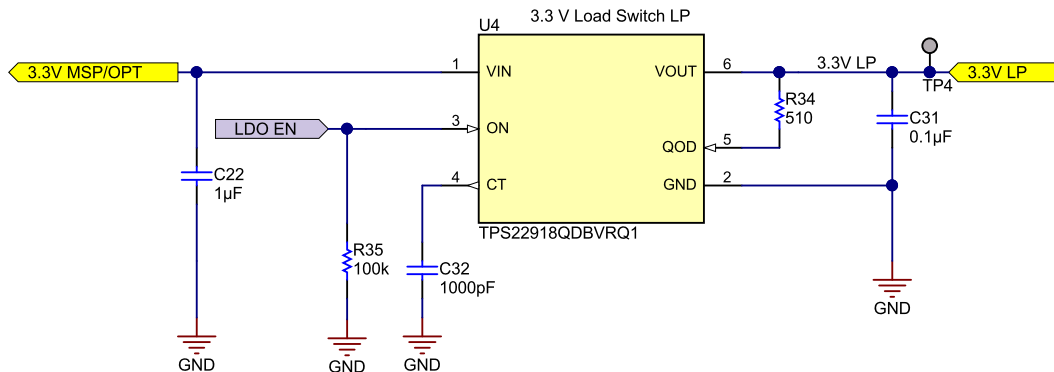 3.3 V Load Switch LP
U4
3.3V MSP/OPT
1
VIN
VOUT
6
3.3V LP
TP4
3.3V LP
LDO EN
3
ON
R34
510
C31
0.1µF
QOD
5
C22
1µF
4
CT
GND
2
TPS22918QDBVRQ1
R35
100k
C32
1000pF
GND
GND
GND
GND